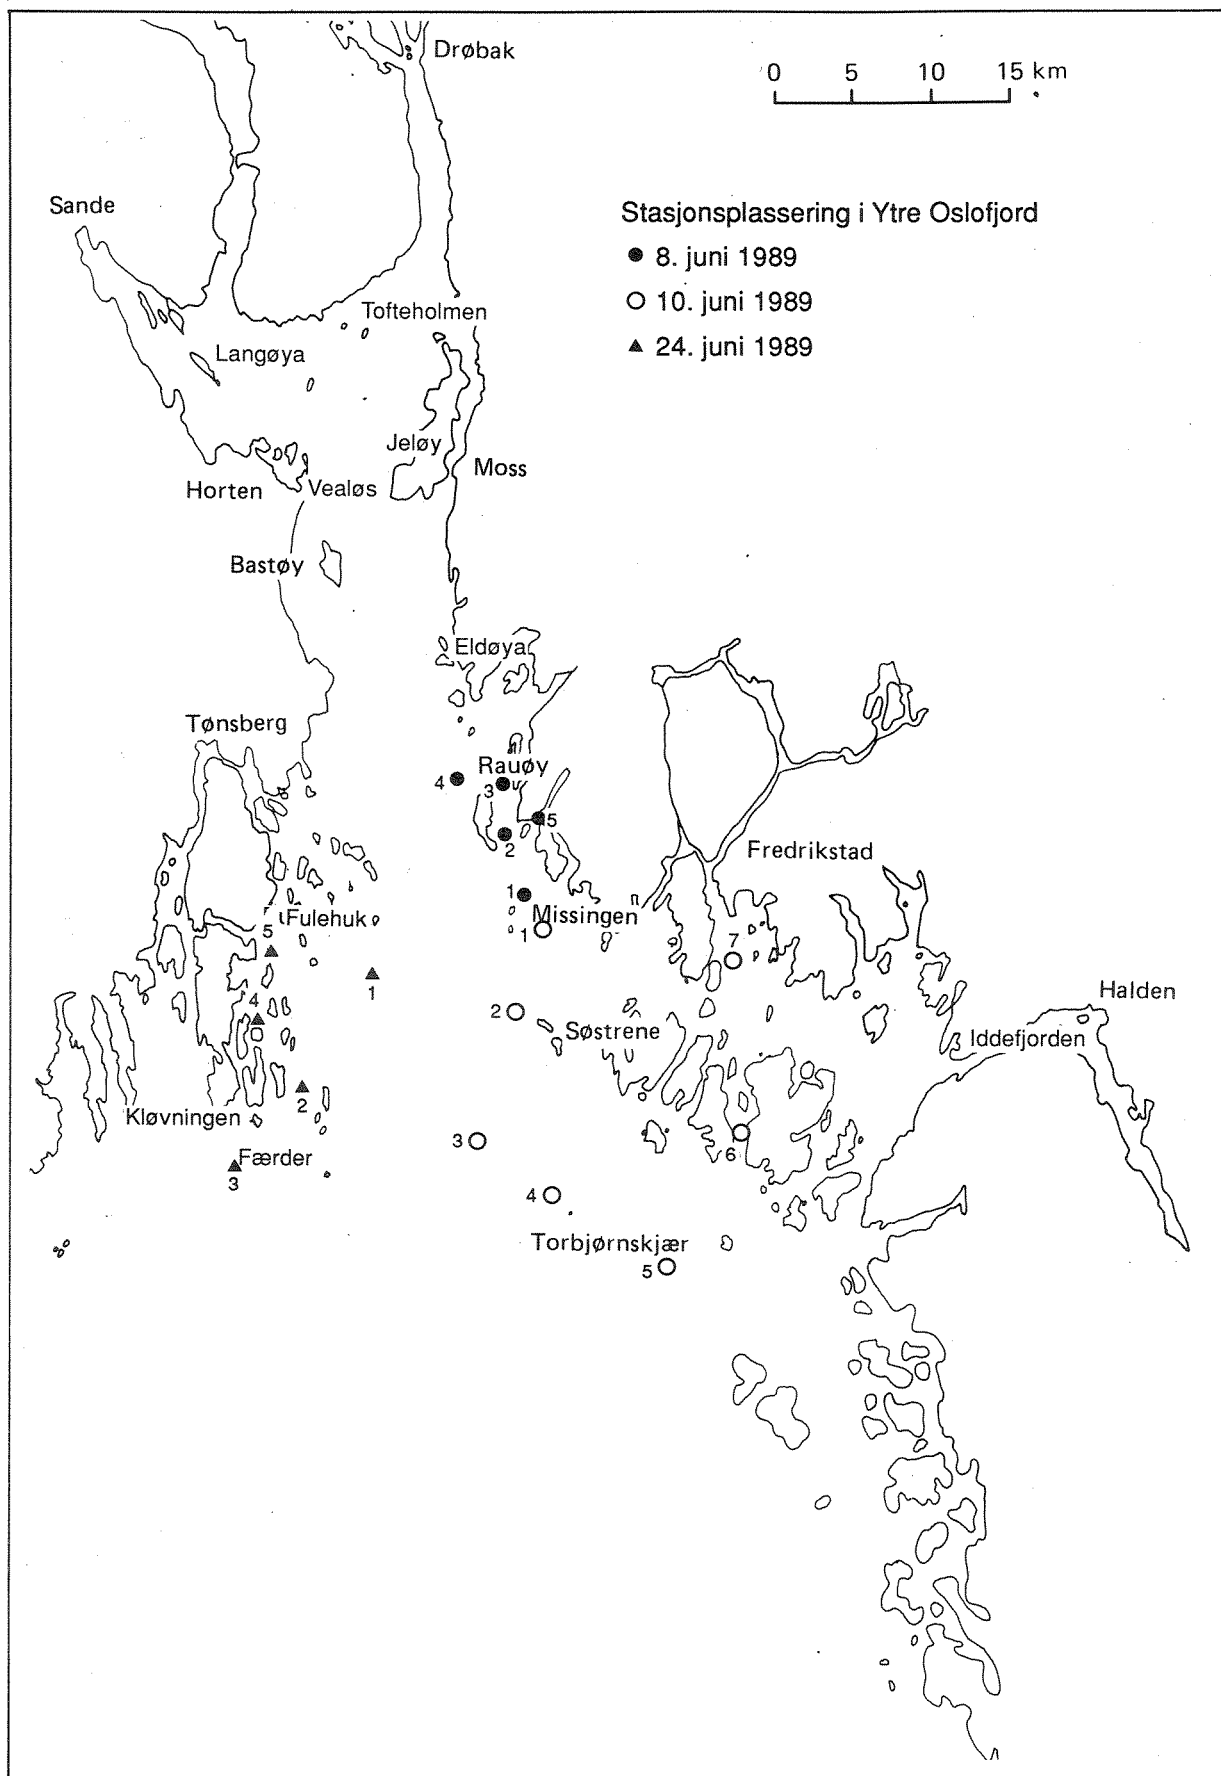 Drøbak
0 5 10 15 km
Sande
Stasjonsplassering i Ytre Oslofjord
● 8. juni 1989
○ 10. juni 1989
▲ 24. juni 1989
Tofteholmen
Langøya
Jeløy
Moss
Horten
Vealøs
Bastøy
Eldøya
Tønsberg
Rauøy
4
3
5
2
Fredrikstad
1
Missingen
Fulehuk
5
1
7
1
4
2
Søstrene
Halden
Iddefjorden
2
Kløvningen
3
6
Færder
3
4
Torbjørnskjær
5